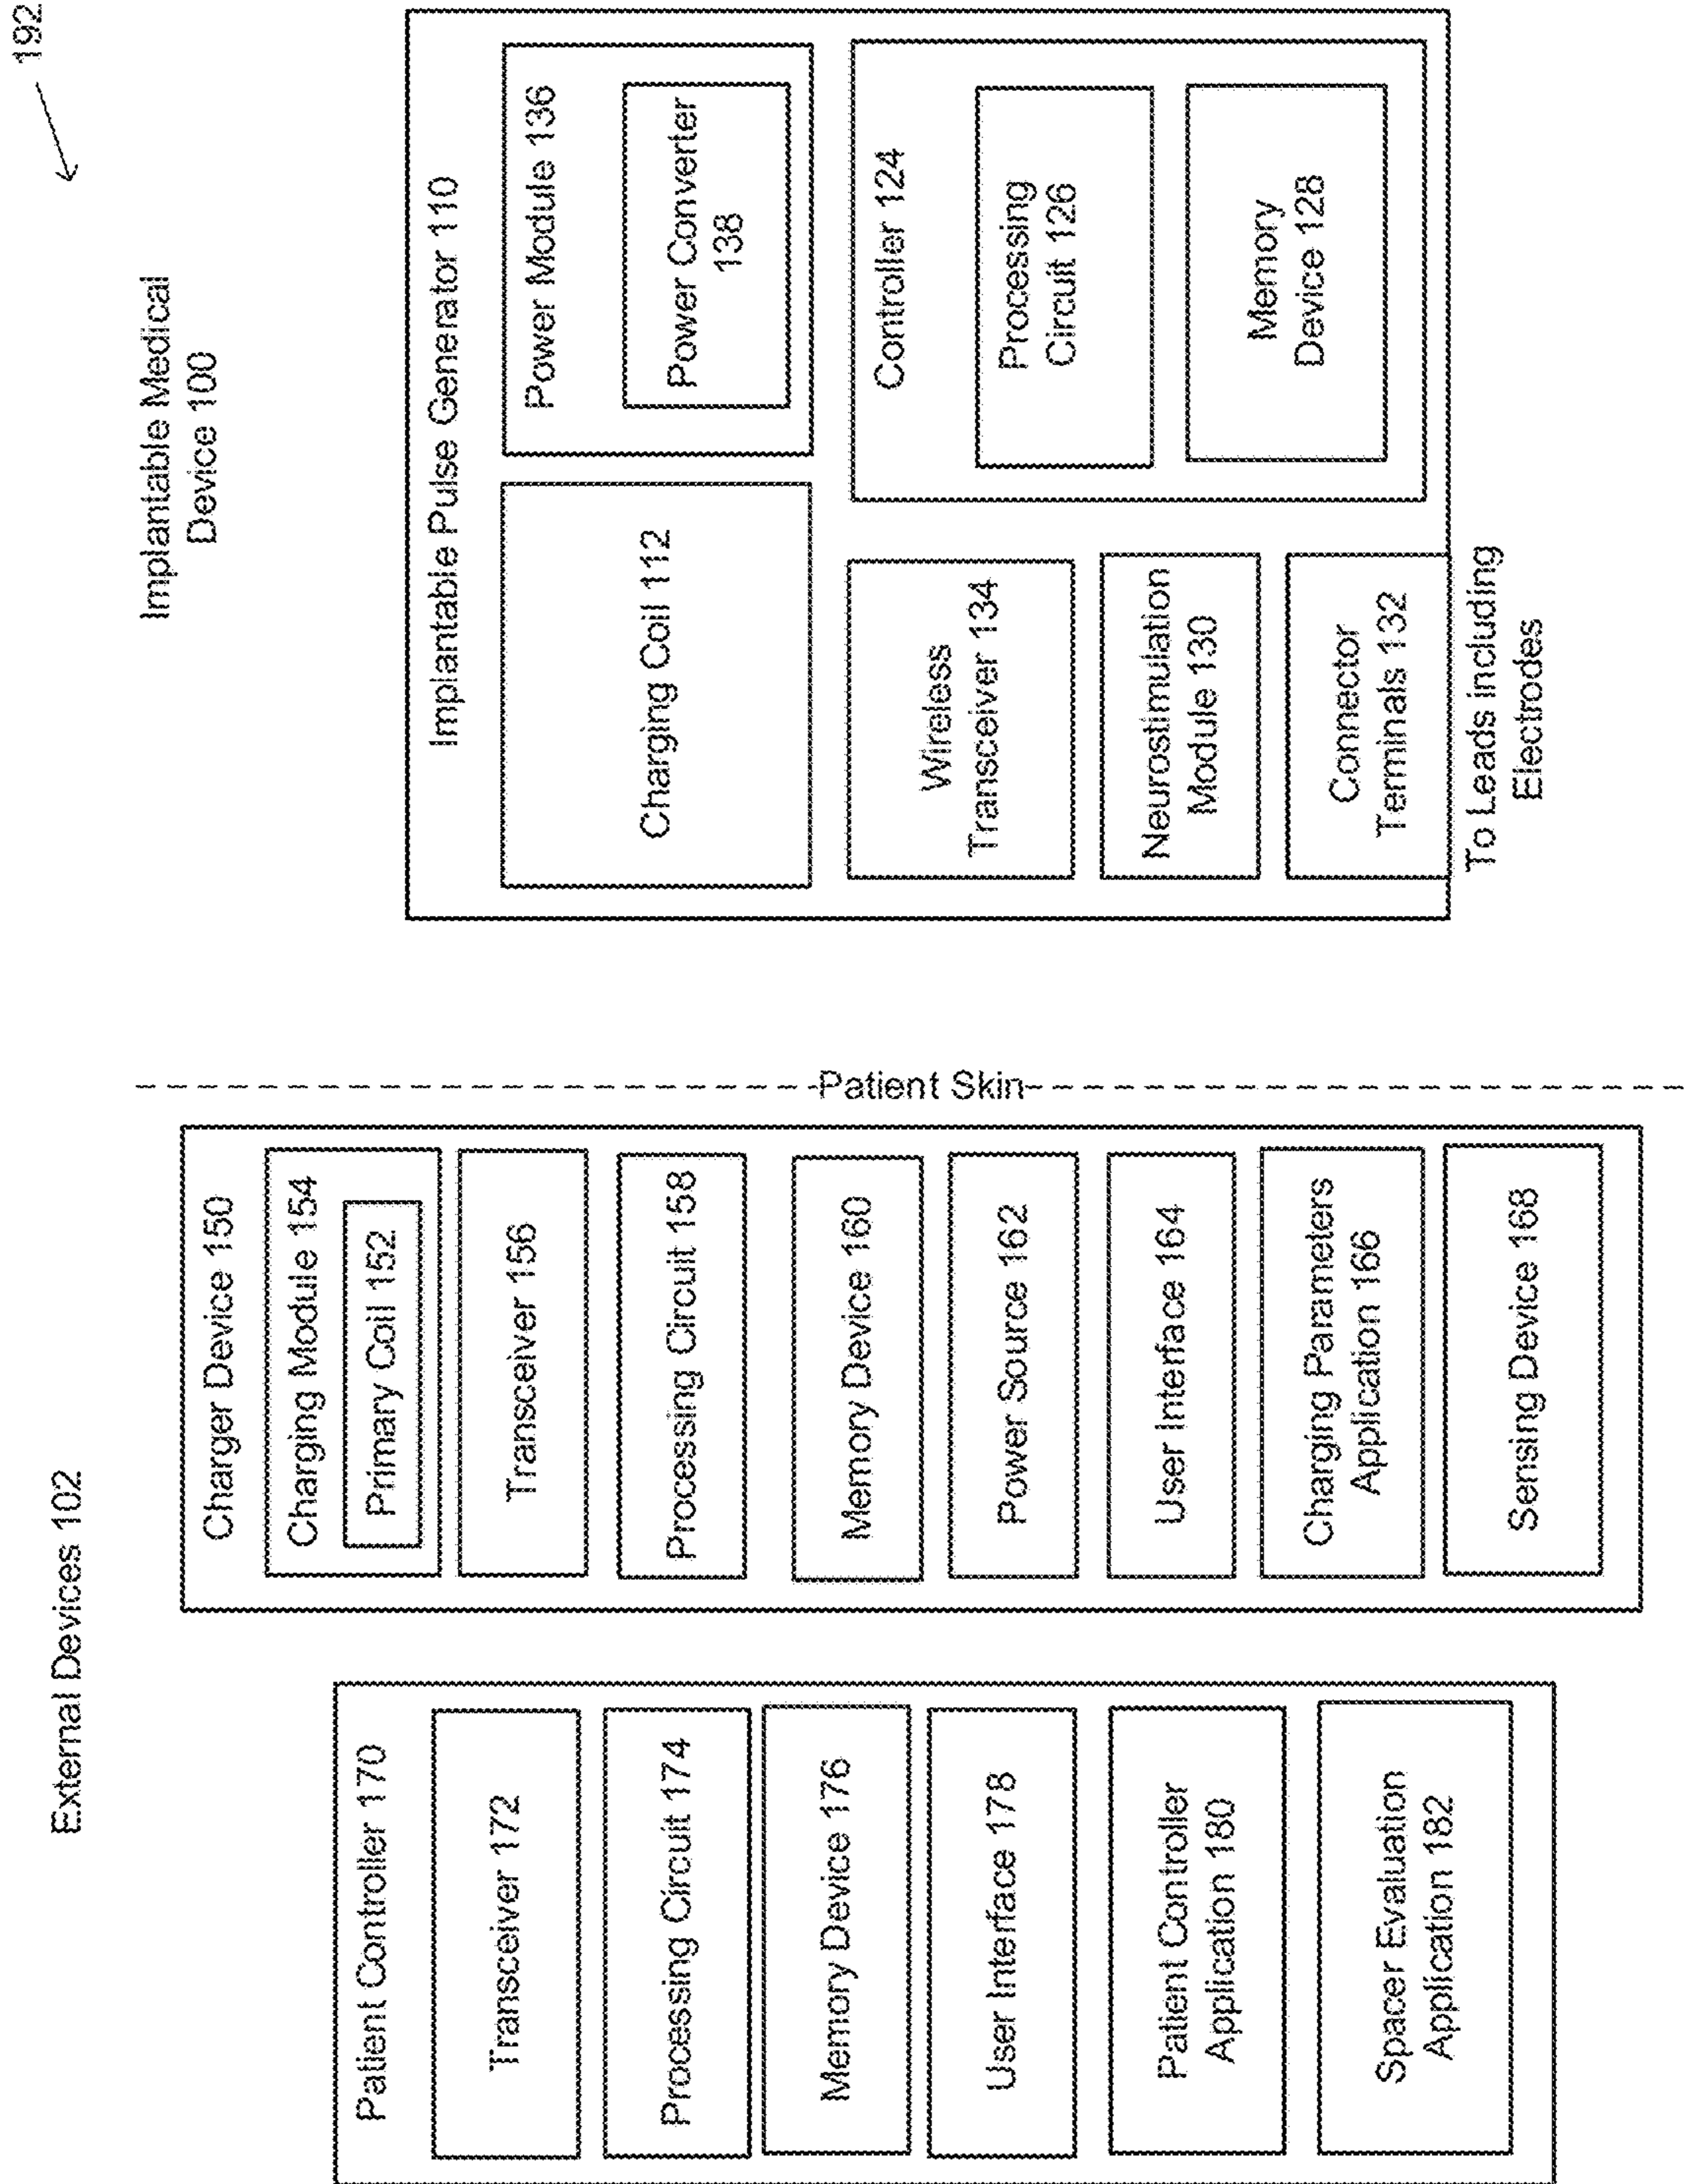 192
External Devices 102
Implantable Medical
Device 100
Patient Controller 170
Transceiver 172
Processing Circuit 174
Memory Device 176
User Interface 178
Patient Controller
Application 180
Spacer Evaluation
Application 182
Charger Device 150
Charging Module 154
Primary Coil 152
Transceiver 156
Processing Circuit 158
Memory Device 160
Power Source 162
User Interface 164
Charging Parameters
Application 166
Sensing Device 168
Patient Skin
Implantable Pulse Generator 110
Charging Coil 112
Power Module 136
Power Converter
138
Wireless
Transceiver 134
Neurostimulation
Module 130
Connector
Terminals 132
Controller 124
Processing
Circuit 126
Memory
Device 128
To Leads including
Electrodes